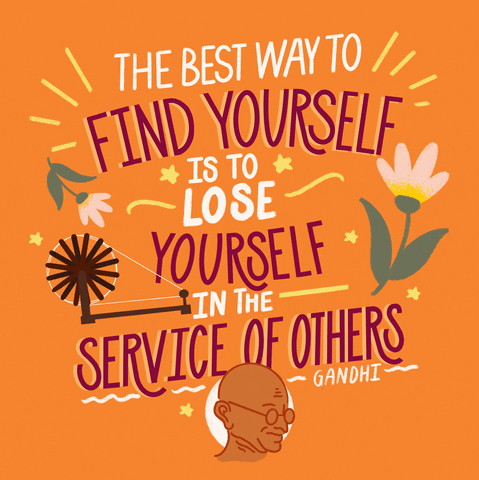 THE BEST WAY TO
FIND YOURSELF
IS TO
LOSE
YOURSELF
IN THE
SERVICE OF OTHERS
GANDHI